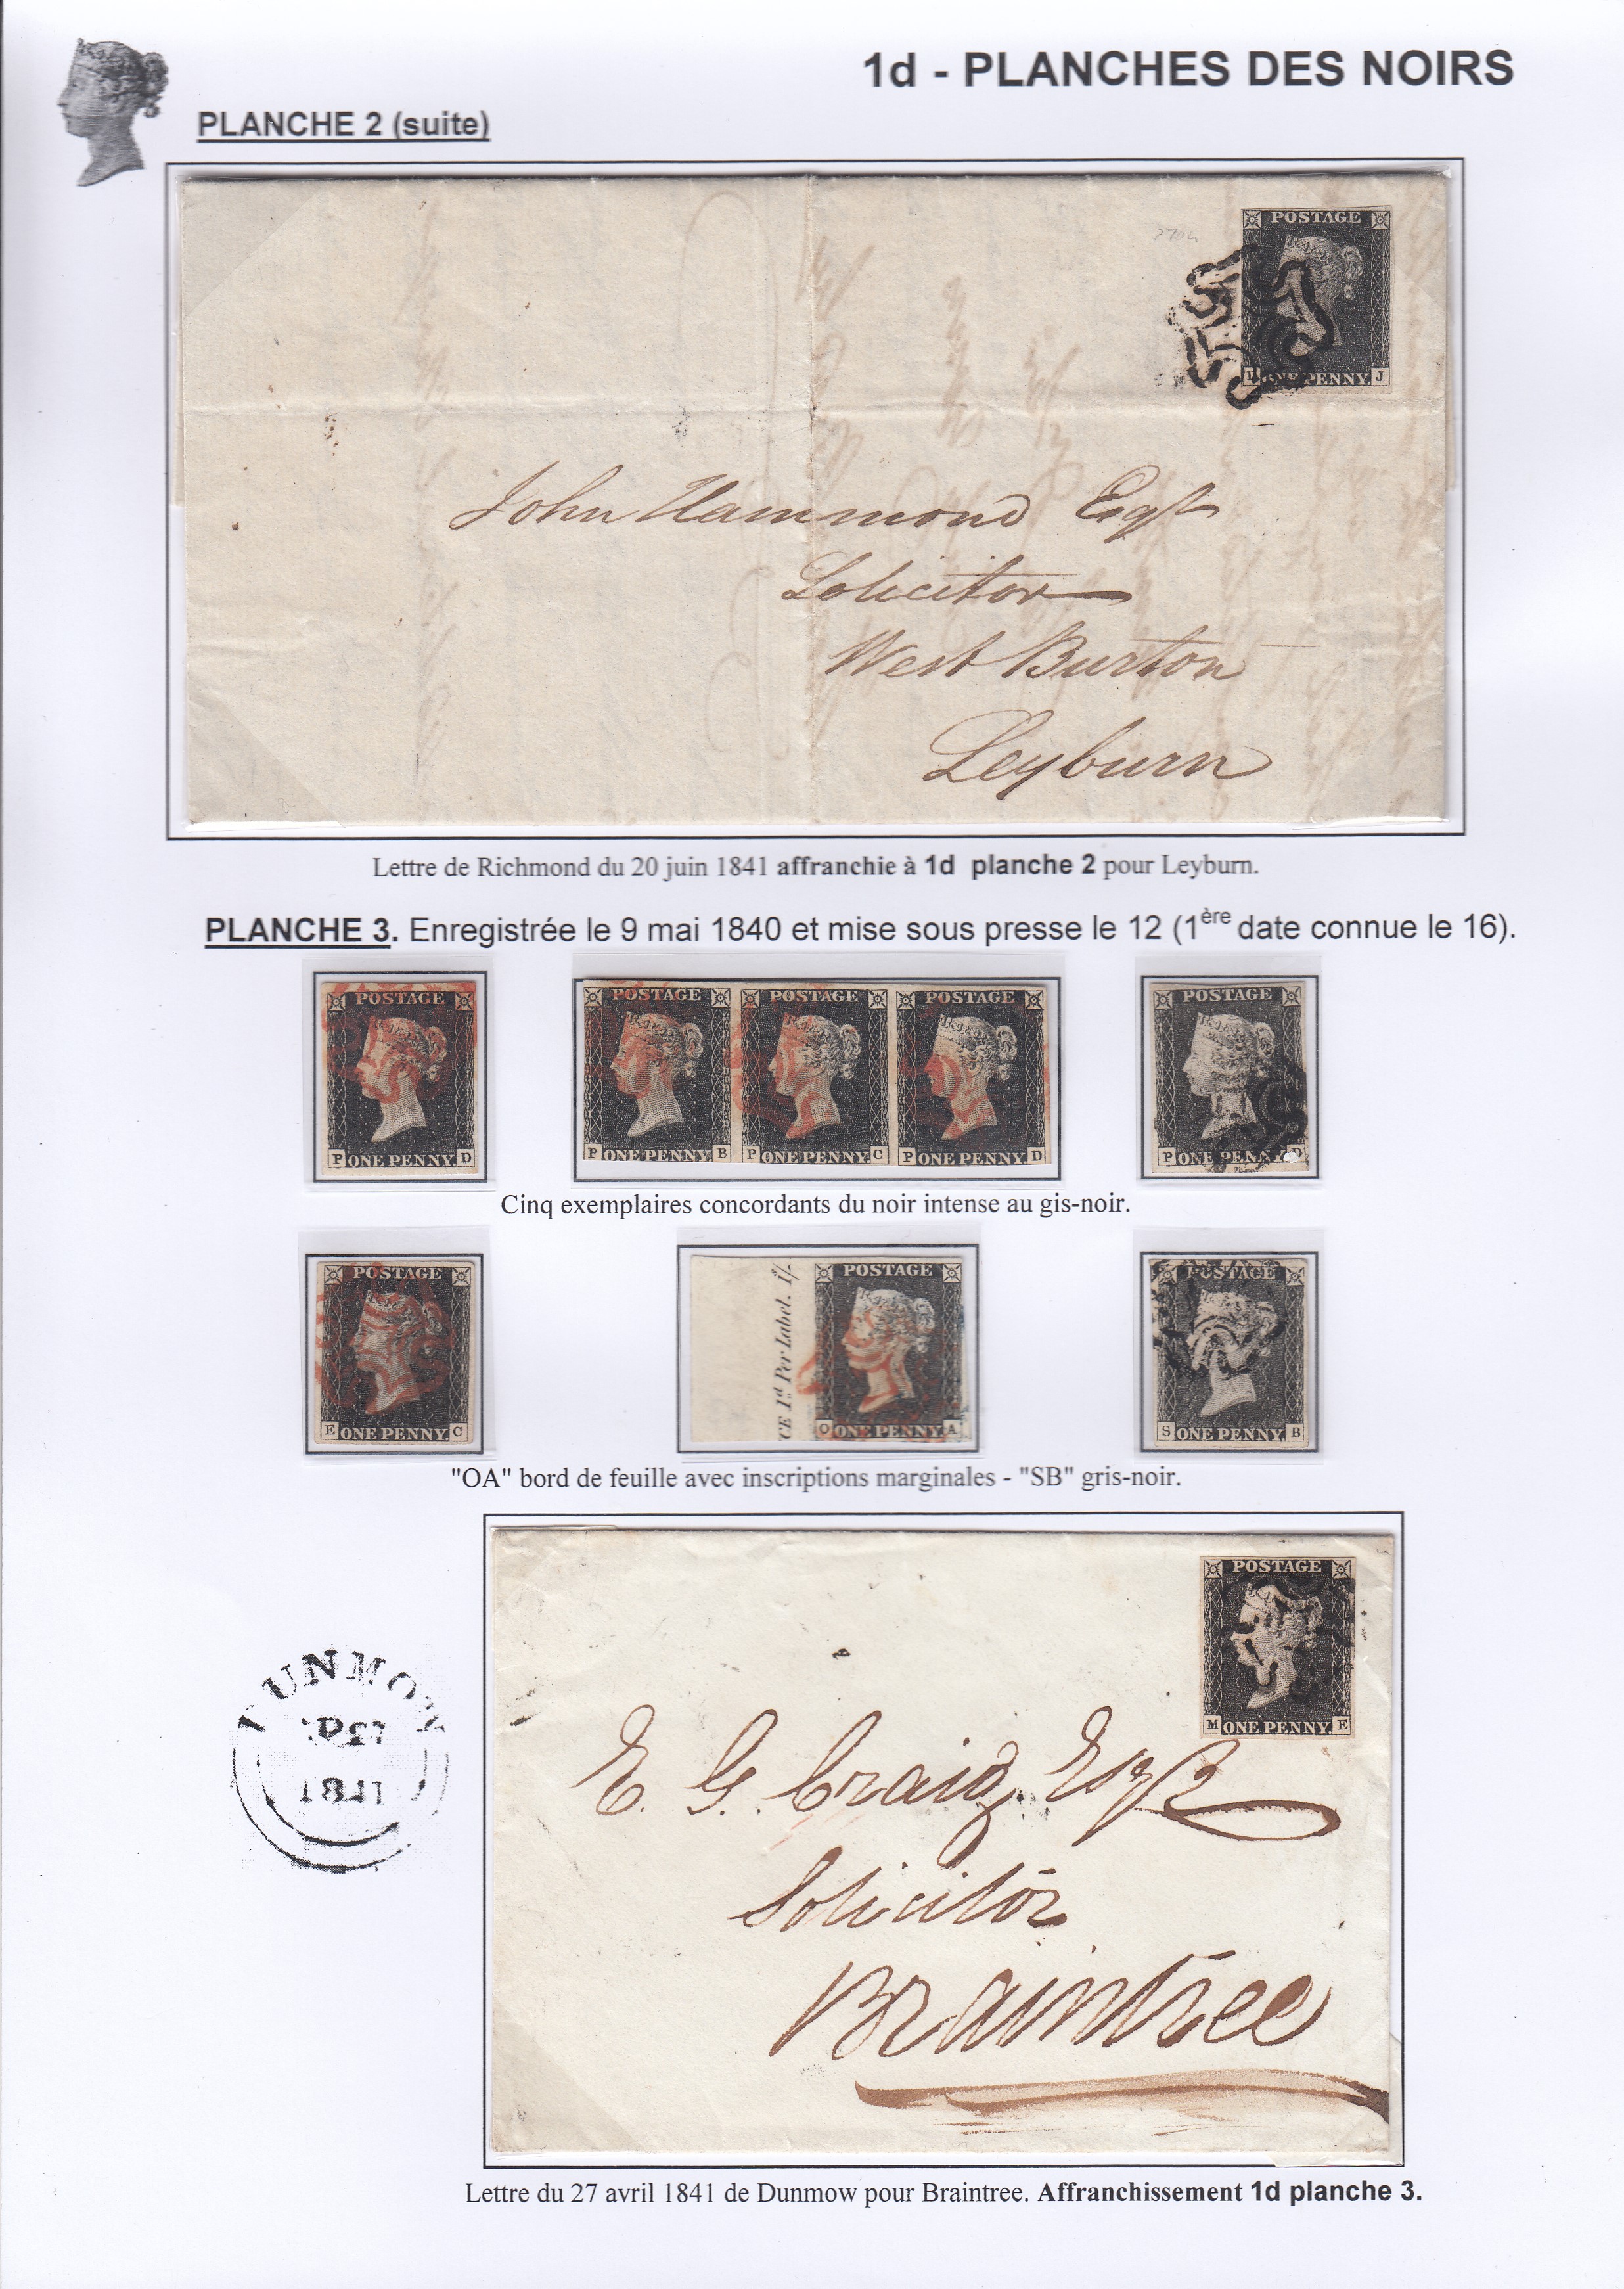 1d - PLANCHES DES NOIRS
PLANCHE 2 (suite)
POSTAGE
PENNY J
John Hammond Esqr
Solicitor
West Burton
Leyburn
Lettre de Richmond du 20 juin 1841 affranchie à 1d planche 2 pour Leyburn.
PLANCHE 3. Enregistrée le 9 mai 1840 et mise sous presse le 12 (1ère date connue le 16).
POSTAGE
P ONE PENNY. D
POSTAGE POSTAGE POSTAGE
P ONE PENNY. B P ONE PENNY. C P ONE PENNY. D
POSTAGE
P ONE PENNY
Cinq exemplaires concordants du noir intense au gis-noir.
POSTAGE
E ONE PENNY. C
CE 1d Per Label. 1/-
POSTAGE
O ONE PENNY. A
POSTAGE
S ONE PENNY. B
"OA" bord de feuille avec inscriptions marginales - "SB" gris-noir.
POSTAGE
M ONE PENNY. E
DUNMOW
1841
E. G. Craig, Esqr
Solicitor
Braintree
Lettre du 27 avril 1841 de Dunmow pour Braintree. Affranchissement 1d planche 3.